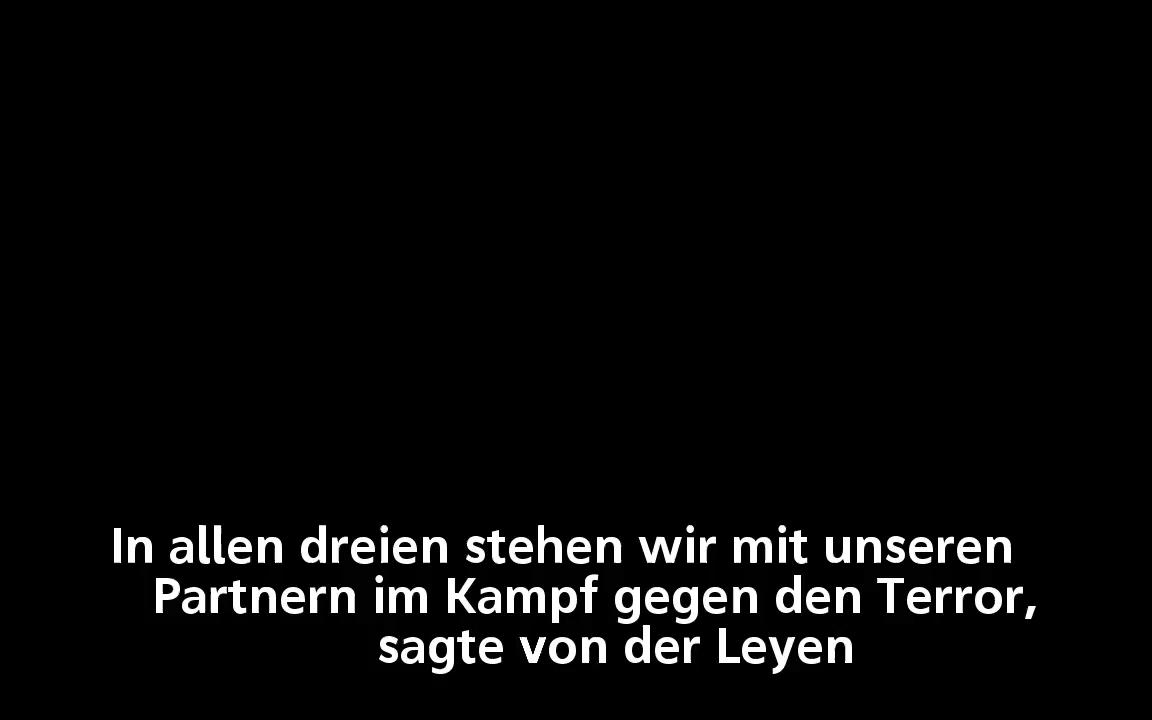 In allen dreien stehen wir mit unseren
Partnern im Kampf gegen den Terror,
sagte von der Leyen